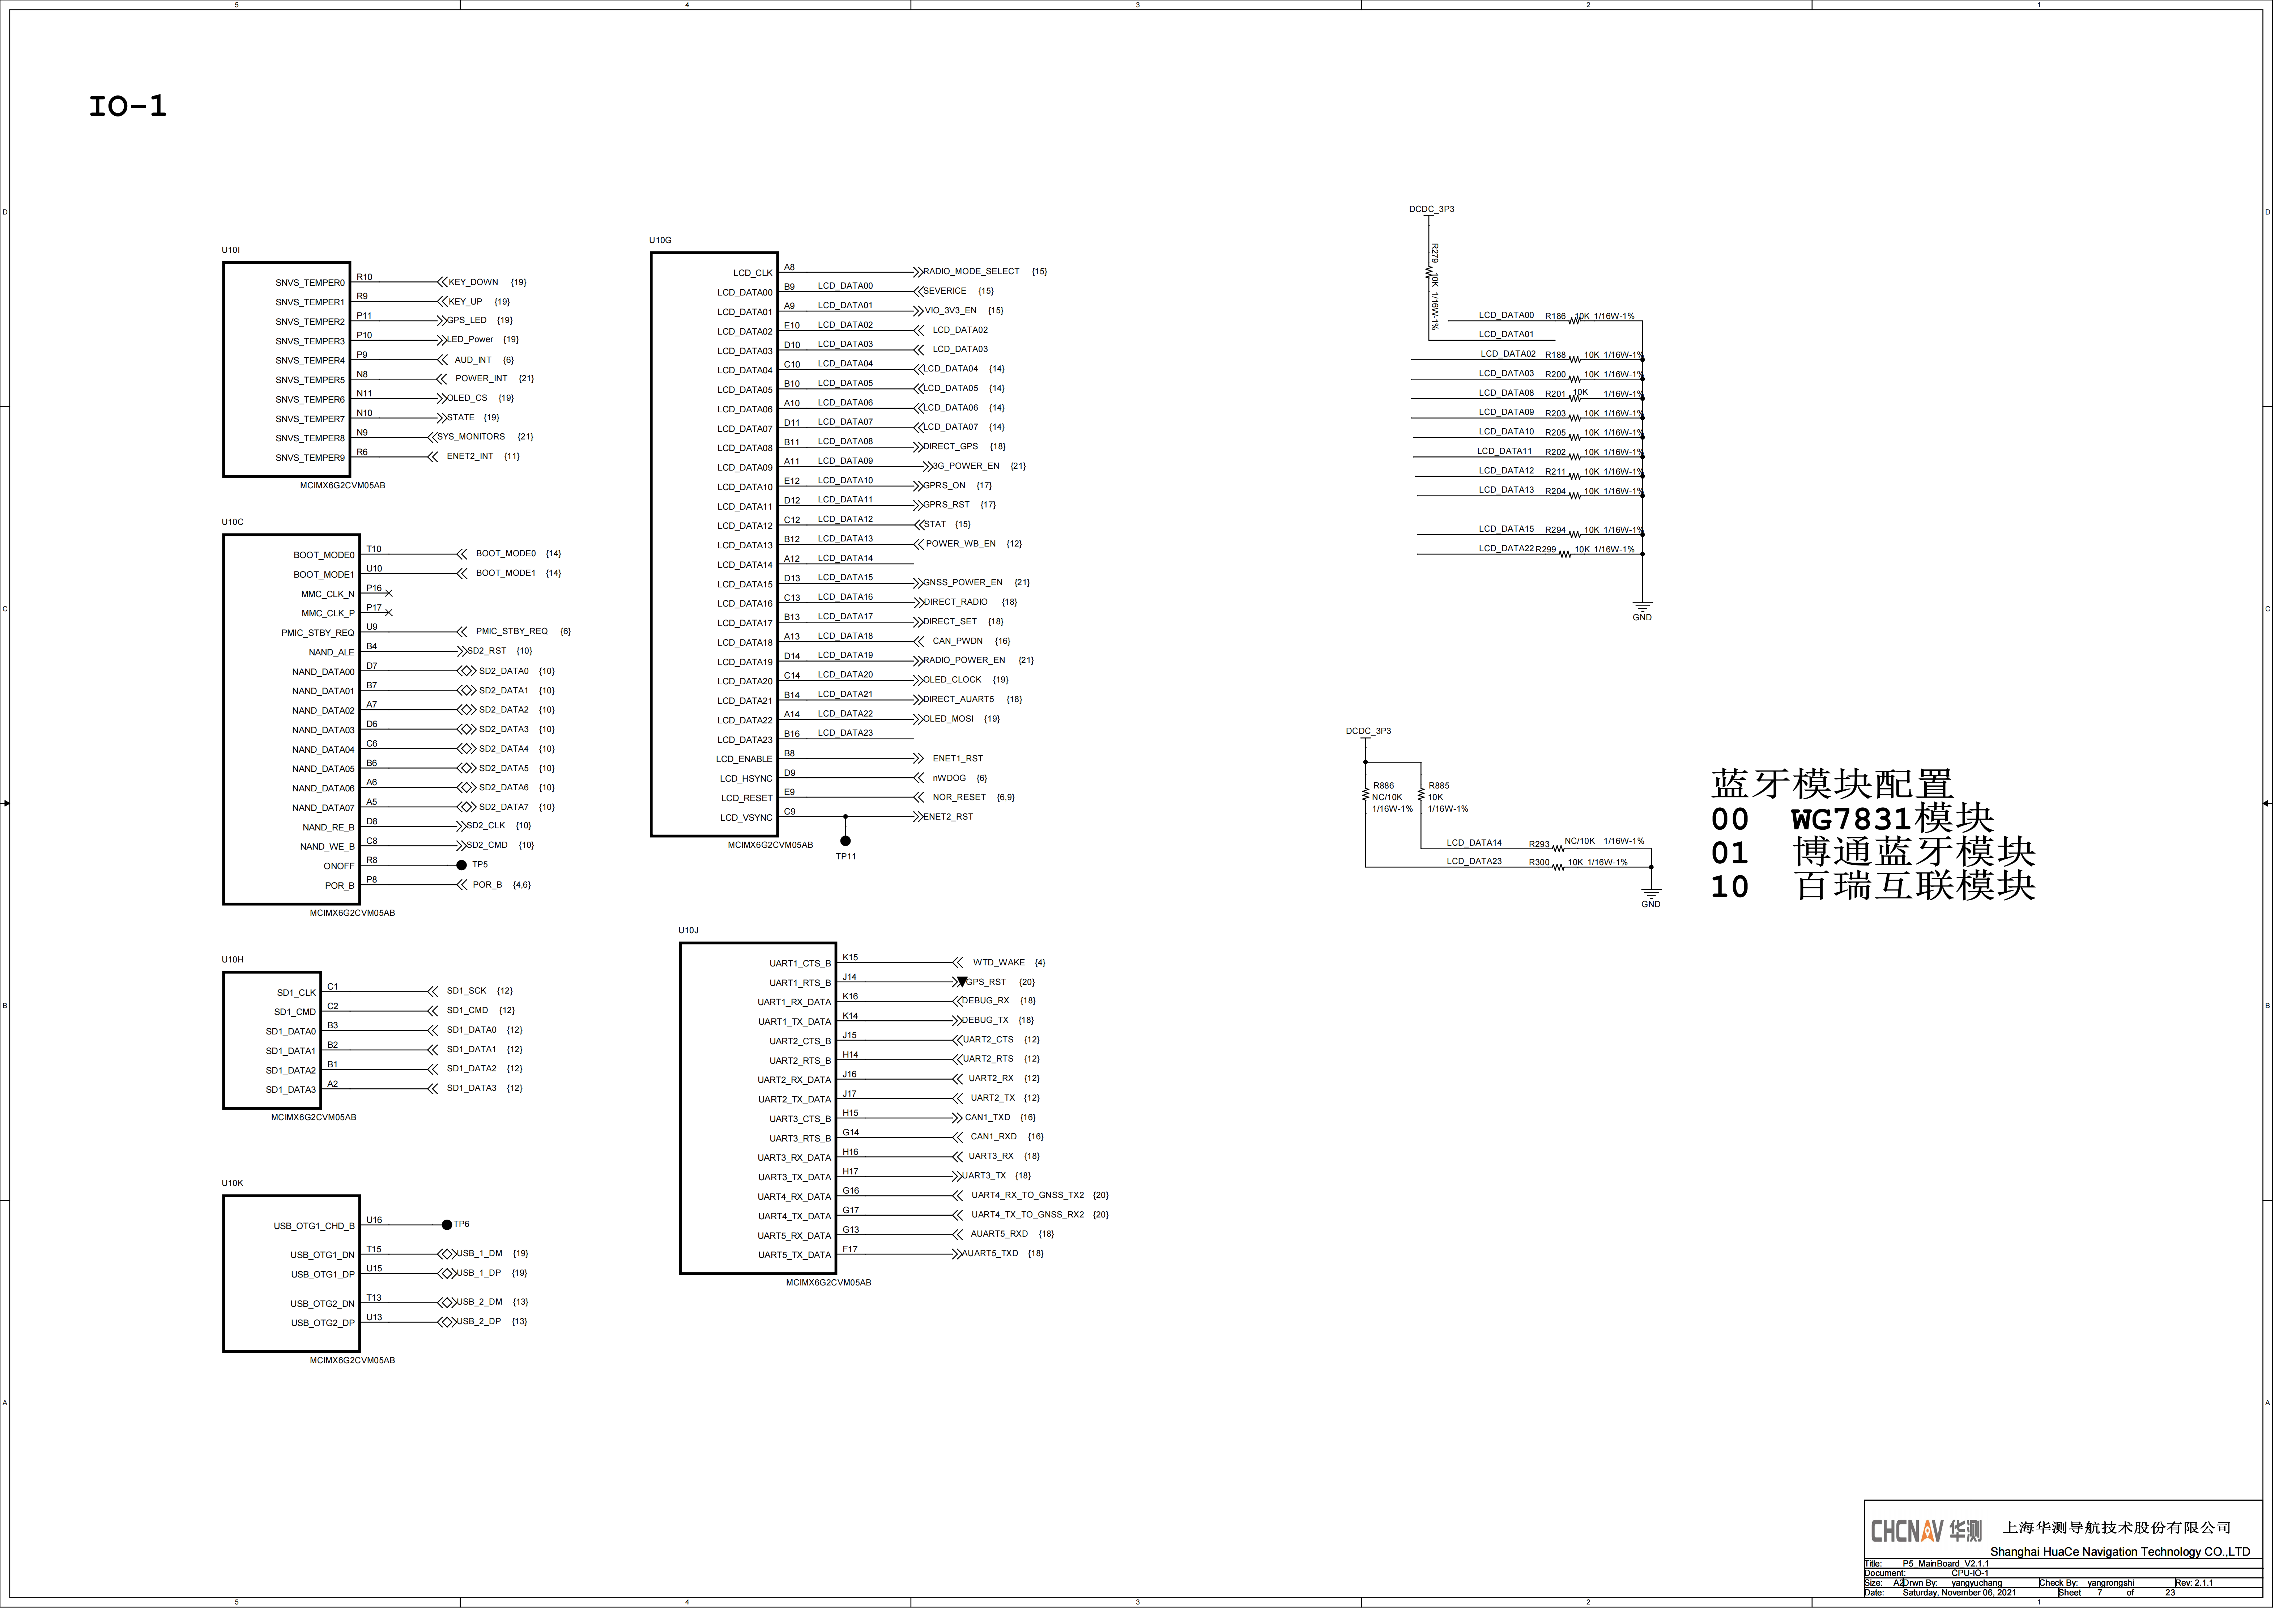 5 4 3 2 1
IO-1
U10I
SNVS_TEMPER0 R10 KEY_DOWN {19}
SNVS_TEMPER1 R9 KEY_UP {19}
SNVS_TEMPER2 P11 GPS_LED {19}
SNVS_TEMPER3 P10 LED_Power {19}
SNVS_TEMPER4 P9 AUD_INT {6}
SNVS_TEMPER5 N8 POWER_INT {21}
SNVS_TEMPER6 N11 OLED_CS {19}
SNVS_TEMPER7 N10 STATE {19}
SNVS_TEMPER8 N9 SYS_MONITORS {21}
SNVS_TEMPER9 R6 ENET2_INT {11}
MCIMX6G2CVM05AB
U10C
BOOT_MODE0 T10 BOOT_MODE0 {14}
BOOT_MODE1 U10 BOOT_MODE1 {14}
MMC_CLK_N P16
MMC_CLK_P P17
PMIC_STBY_REQ U9 PMIC_STBY_REQ {6}
NAND_ALE B4 SD2_RST {10}
NAND_DATA00 D7 SD2_DATA0 {10}
NAND_DATA01 B7 SD2_DATA1 {10}
NAND_DATA02 A7 SD2_DATA2 {10}
NAND_DATA03 D6 SD2_DATA3 {10}
NAND_DATA04 C6 SD2_DATA4 {10}
NAND_DATA05 B6 SD2_DATA5 {10}
NAND_DATA06 A6 SD2_DATA6 {10}
NAND_DATA07 A5 SD2_DATA7 {10}
NAND_RE_B D8 SD2_CLK {10}
NAND_WE_B C8 SD2_CMD {10}
ONOFF R8 TP5
POR_B P8 POR_B {4,6}
MCIMX6G2CVM05AB
U10H
SD1_CLK C1 SD1_SCK {12}
SD1_CMD C2 SD1_CMD {12}
SD1_DATA0 B3 SD1_DATA0 {12}
SD1_DATA1 B2 SD1_DATA1 {12}
SD1_DATA2 B1 SD1_DATA2 {12}
SD1_DATA3 A2 SD1_DATA3 {12}
MCIMX6G2CVM05AB
U10K
USB_OTG1_CHD_B U16 TP6
USB_OTG1_DN T15 USB_1_DM {19}
USB_OTG1_DP U15 USB_1_DP {19}
USB_OTG2_DN T13 USB_2_DM {13}
USB_OTG2_DP U13 USB_2_DP {13}
MCIMX6G2CVM05AB
U10G
LCD_CLK A8 RADIO_MODE_SELECT {15}
LCD_DATA00 B9 LCD_DATA00 SEVERICE {15}
LCD_DATA01 A9 LCD_DATA01 VIO_3V3_EN {15}
LCD_DATA02 E10 LCD_DATA02 LCD_DATA02
LCD_DATA03 D10 LCD_DATA03 LCD_DATA03
LCD_DATA04 C10 LCD_DATA04 LCD_DATA04 {14}
LCD_DATA05 B10 LCD_DATA05 LCD_DATA05 {14}
LCD_DATA06 A10 LCD_DATA06 LCD_DATA06 {14}
LCD_DATA07 D11 LCD_DATA07 LCD_DATA07 {14}
LCD_DATA08 B11 LCD_DATA08 DIRECT_GPS {18}
LCD_DATA09 A11 LCD_DATA09 3G_POWER_EN {21}
LCD_DATA10 E12 LCD_DATA10 GPRS_ON {17}
LCD_DATA11 D12 LCD_DATA11 GPRS_RST {17}
LCD_DATA12 C12 LCD_DATA12 STAT {15}
LCD_DATA13 B12 LCD_DATA13 POWER_WB_EN {12}
LCD_DATA14 A12 LCD_DATA14
LCD_DATA15 D13 LCD_DATA15 GNSS_POWER_EN {21}
LCD_DATA16 C13 LCD_DATA16 DIRECT_RADIO {18}
LCD_DATA17 B13 LCD_DATA17 DIRECT_SET {18}
LCD_DATA18 A13 LCD_DATA18 CAN_PWDN {16}
LCD_DATA19 D14 LCD_DATA19 RADIO_POWER_EN {21}
LCD_DATA20 C14 LCD_DATA20 OLED_CLOCK {19}
LCD_DATA21 B14 LCD_DATA21 DIRECT_AUART5 {18}
LCD_DATA22 A14 LCD_DATA22 OLED_MOSI {19}
LCD_DATA23 B16 LCD_DATA23
LCD_ENABLE B8 ENET1_RST
LCD_HSYNC D9 nWDOG {6}
LCD_RESET E9 NOR_RESET {6,9}
LCD_VSYNC C9 ENET2_RST
MCIMX6G2CVM05AB
TP11
U10J
UART1_CTS_B K15 WTD_WAKE {4}
UART1_RTS_B J14 GPS_RST {20}
UART1_RX_DATA K16 DEBUG_RX {18}
UART1_TX_DATA K14 DEBUG_TX {18}
UART2_CTS_B J15 UART2_CTS {12}
UART2_RTS_B H14 UART2_RTS {12}
UART2_RX_DATA J16 UART2_RX {12}
UART2_TX_DATA J17 UART2_TX {12}
UART3_CTS_B H15 CAN1_TXD {16}
UART3_RTS_B G14 CAN1_RXD {16}
UART3_RX_DATA H16 UART3_RX {18}
UART3_TX_DATA H17 UART3_TX {18}
UART4_RX_DATA G16 UART4_RX_TO_GNSS_TX2 {20}
UART4_TX_DATA G17 UART4_TX_TO_GNSS_RX2 {20}
UART5_RX_DATA G13 AUART5_RXD {18}
UART5_TX_DATA F17 AUART5_TXD {18}
MCIMX6G2CVM05AB
DCDC_3P3
R279 10K 1/16W-1%
LCD_DATA00 R186 10K 1/16W-1%
LCD_DATA01
LCD_DATA02 R188 10K 1/16W-1%
LCD_DATA03 R200 10K 1/16W-1%
LCD_DATA08 R201 10K 1/16W-1%
LCD_DATA09 R203 10K 1/16W-1%
LCD_DATA10 R205 10K 1/16W-1%
LCD_DATA11 R202 10K 1/16W-1%
LCD_DATA12 R211 10K 1/16W-1%
LCD_DATA13 R204 10K 1/16W-1%
LCD_DATA15 R294 10K 1/16W-1%
LCD_DATA22 R299 10K 1/16W-1%
GND
DCDC_3P3
R886 R885
NC/10K 10K
1/16W-1% 1/16W-1%
LCD_DATA14 R293 NC/10K 1/16W-1%
LCD_DATA23 R300 10K 1/16W-1%
GND
蓝牙模块配置
00 WG7831模块
01 博通蓝牙模块
10 百瑞互联模块
D D
C C
B B
A A
CHCNAV 华测 上海华测导航技术股份有限公司
Shanghai HuaCe Navigation Technology CO.,LTD
Title: P5_MainBoard_V2.1.1
Document: CPU-IO-1
Size: A2 Drwn By: yangyuchang Check By: yangrongshi Rev: 2.1.1
Date: Saturday, November 06, 2021 Sheet 7 of 23
5 4 3 2 1